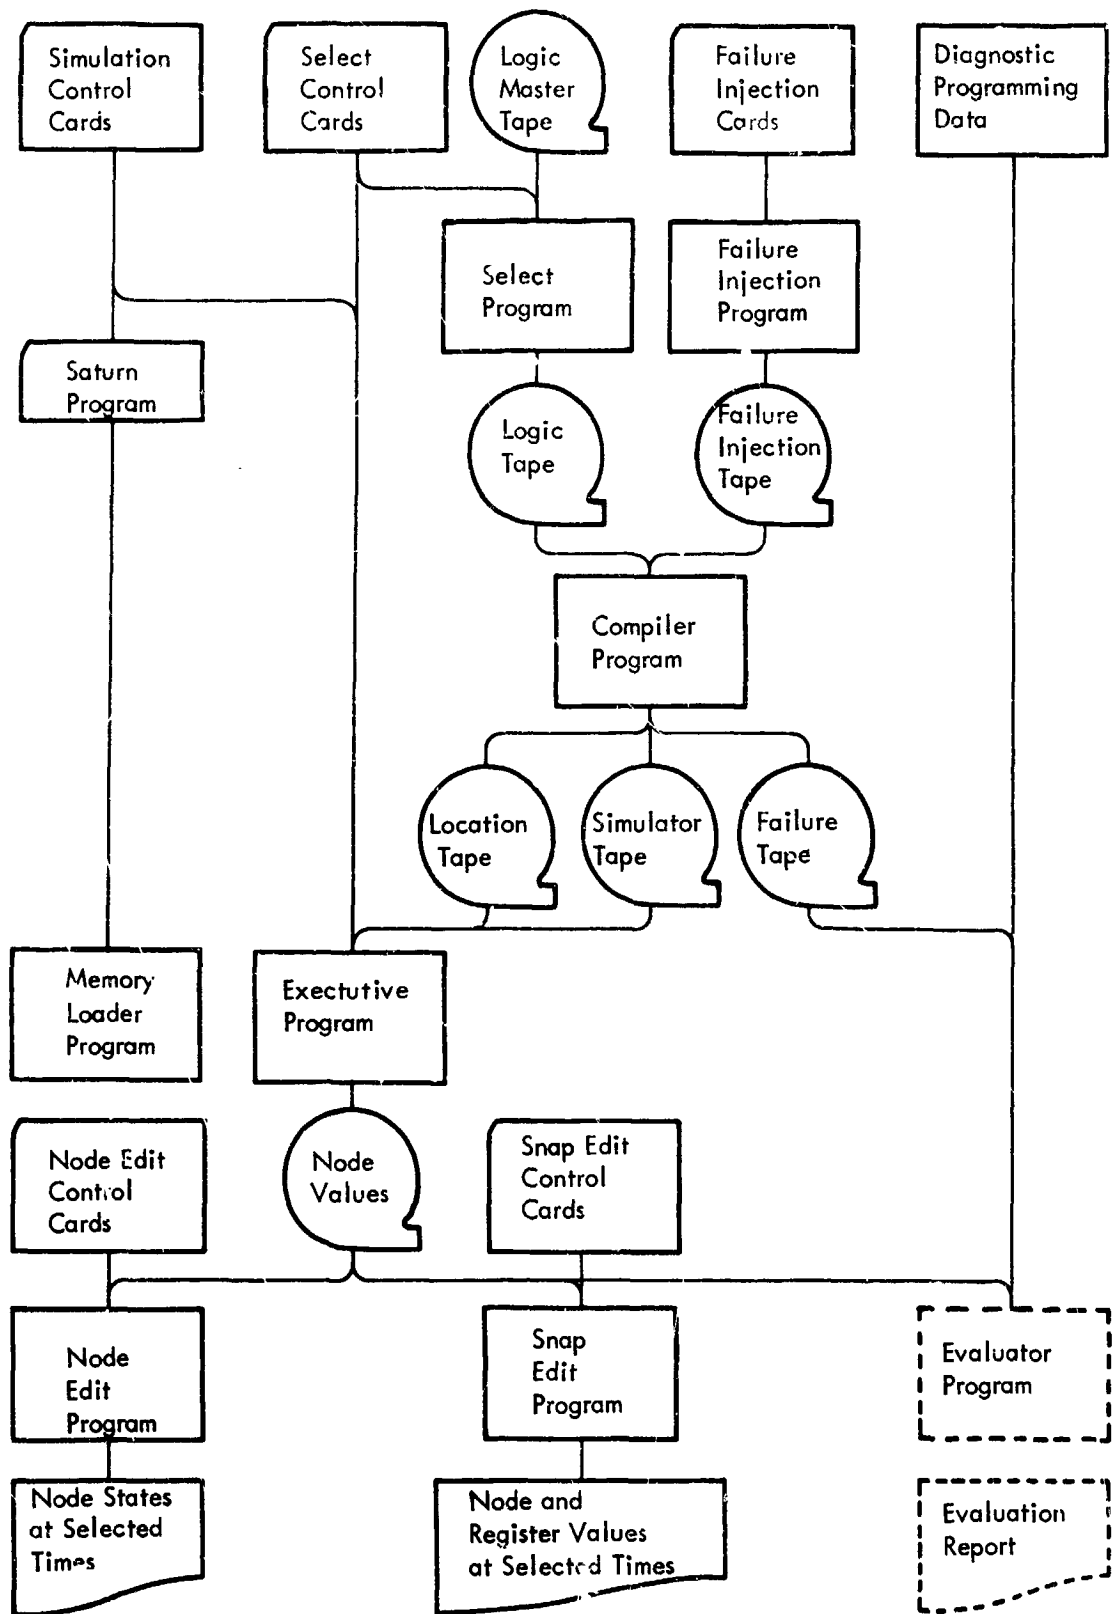 Simulation
Control
Cards
Select
Control
Cards
Logic
Master
Tape
Failure
Injection
Cards
Diagnostic
Programming
Data
Select
Program
Failure
Injection
Program
Saturn
Program
Logic
Tape
Failure
Injection
Tape
Compiler
Program
Location
Tape
Simulator
Tape
Failure
Tape
Memory
Loader
Program
Exectutive
Program
Node Edit
Control
Cards
Node
Values
Snap Edit
Control
Cards
Node
Edit
Program
Snap
Edit
Program
Evaluator
Program
Node States
at Selected
Times
Node and
Register Values
at Selected Times
Evaluation
Report